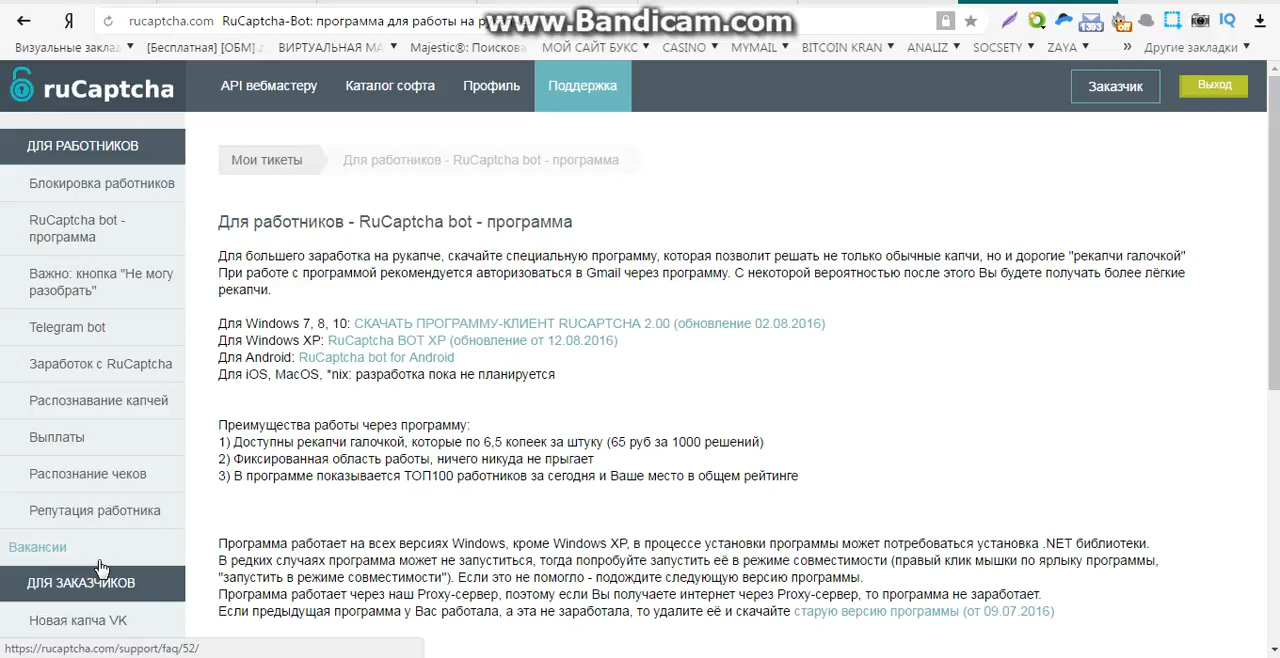 rucaptcha.com RuCaptcha-Bot: программа для работы на р
www.Bandicam.com
Визуальные заклад
[Бесплатная] [ОБМ]
ВИРТУАЛЬНАЯ МА
Majestic®: Поискова
МОЙ САЙТ БУКС
CASINO
MYMAIL
BITCOIN KRAN
ANALIZ
SOCSETY
ZAYA
»
Другие закладки
ruCaptcha
API вебмастеру
Каталог софта
Профиль
Поддержка
Заказчик
Выход
ДЛЯ РАБОТНИКОВ
Блокировка работников
RuCaptcha bot -
программа
Важно: кнопка "Не могу
разобрать"
Telegram bot
Заработок с RuCaptcha
Распознавание капчей
Выплаты
Распознание чеков
Репутация работника
Вакансии
ДЛЯ ЗАКАЗЧИКОВ
Новая капча VK
https://rucaptcha.com/support/faq/52/
Мои тикеты
Для работников - RuCaptcha bot - программа
Для работников - RuCaptcha bot - программа
Для большего заработка на рукапче, скачайте специальную программу, которая позволит решать не только обычные капчи, но и дорогие "рекапчи галочкой"
При работе с программой рекомендуется авторизоваться в Gmail через программу. С некоторой вероятностью после этого Вы будете получать более лёгкие
рекапчи.
Для Windows 7, 8, 10: СКАЧАТЬ ПРОГРАММУ-КЛИЕНТ RUCAPTCHA 2.00 (обновление 02.08.2016)
Для Windows XP: RuCaptcha BOT XP (обновление от 12.08.2016)
Для Android: RuCaptcha bot for Android
Для iOS, MacOS, *nix: разработка пока не планируется
Преимущества работы через программу:
1) Доступны рекапчи галочкой, которые по 6,5 копеек за штуку (65 руб за 1000 решений)
2) Фиксированная область работы, ничего никуда не прыгает
3) В программе показывается ТОП100 работников за сегодня и Ваше место в общем рейтинге
Программа работает на всех версиях Windows, кроме Windows XP, в процессе установки программы может потребоваться установка .NET библиотеки.
В редких случаях программа может не запуститься, тогда попробуйте запустить её в режиме совместимости (правый клик мышки по ярлыку программы,
"запустить в режиме совместимости"). Если это не помогло - подождите следующую версию программы.
Программа работает через наш Proxy-сервер, поэтому если Вы получаете интернет через Proxy-сервер, то программа не заработает.
Если предыдущая программа у Вас работала, а эта не заработала, то удалите её и скачайте старую версию программы (от 09.07.2016)